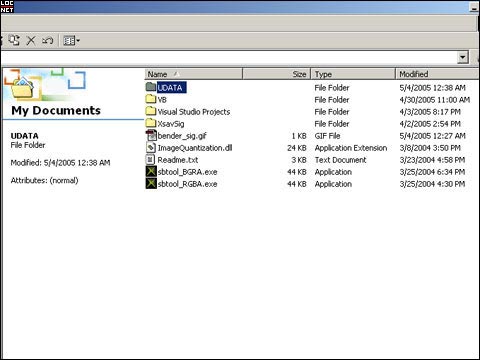 LOC
NET
Name Size Type Modified
UDATA File Folder 5/4/2005 12:38 AM
VB File Folder 4/30/2005 11:00 AM
Visual Studio Projects File Folder 4/3/2005 8:17 PM
XsavSig File Folder 4/2/2005 2:54 PM
bender_sig.gif 1 KB GIF File 5/4/2005 12:27 AM
ImageQuantization.dll 24 KB Application Extension 3/8/2004 3:50 PM
Readme.txt 3 KB Text Document 3/23/2004 4:58 PM
sbtool_BGRA.exe 44 KB Application 3/25/2004 6:34 PM
sbtool_RGBA.exe 44 KB Application 3/25/2004 4:30 PM
My Documents
UDATA
File Folder
Modified: 5/4/2005 12:38 AM
Attributes: (normal)